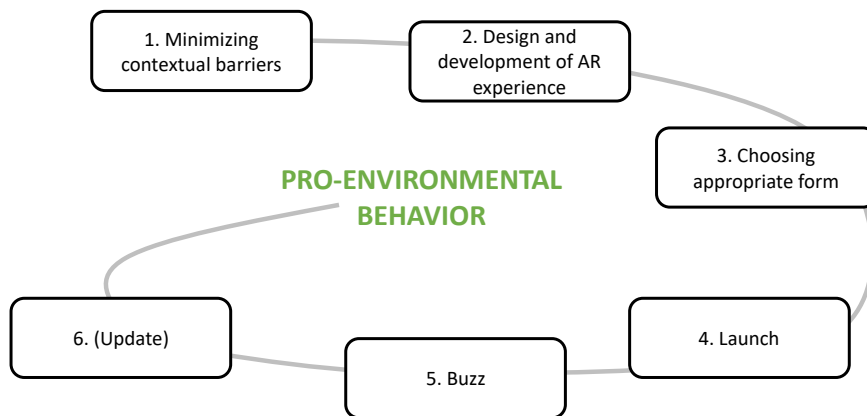 1. Minimizing
contextual barriers
2. Design and
development of AR
experience
3. Choosing
appropriate form
PRO-ENVIRONMENTAL
BEHAVIOR
4. Launch
5. Buzz
6. (Update)